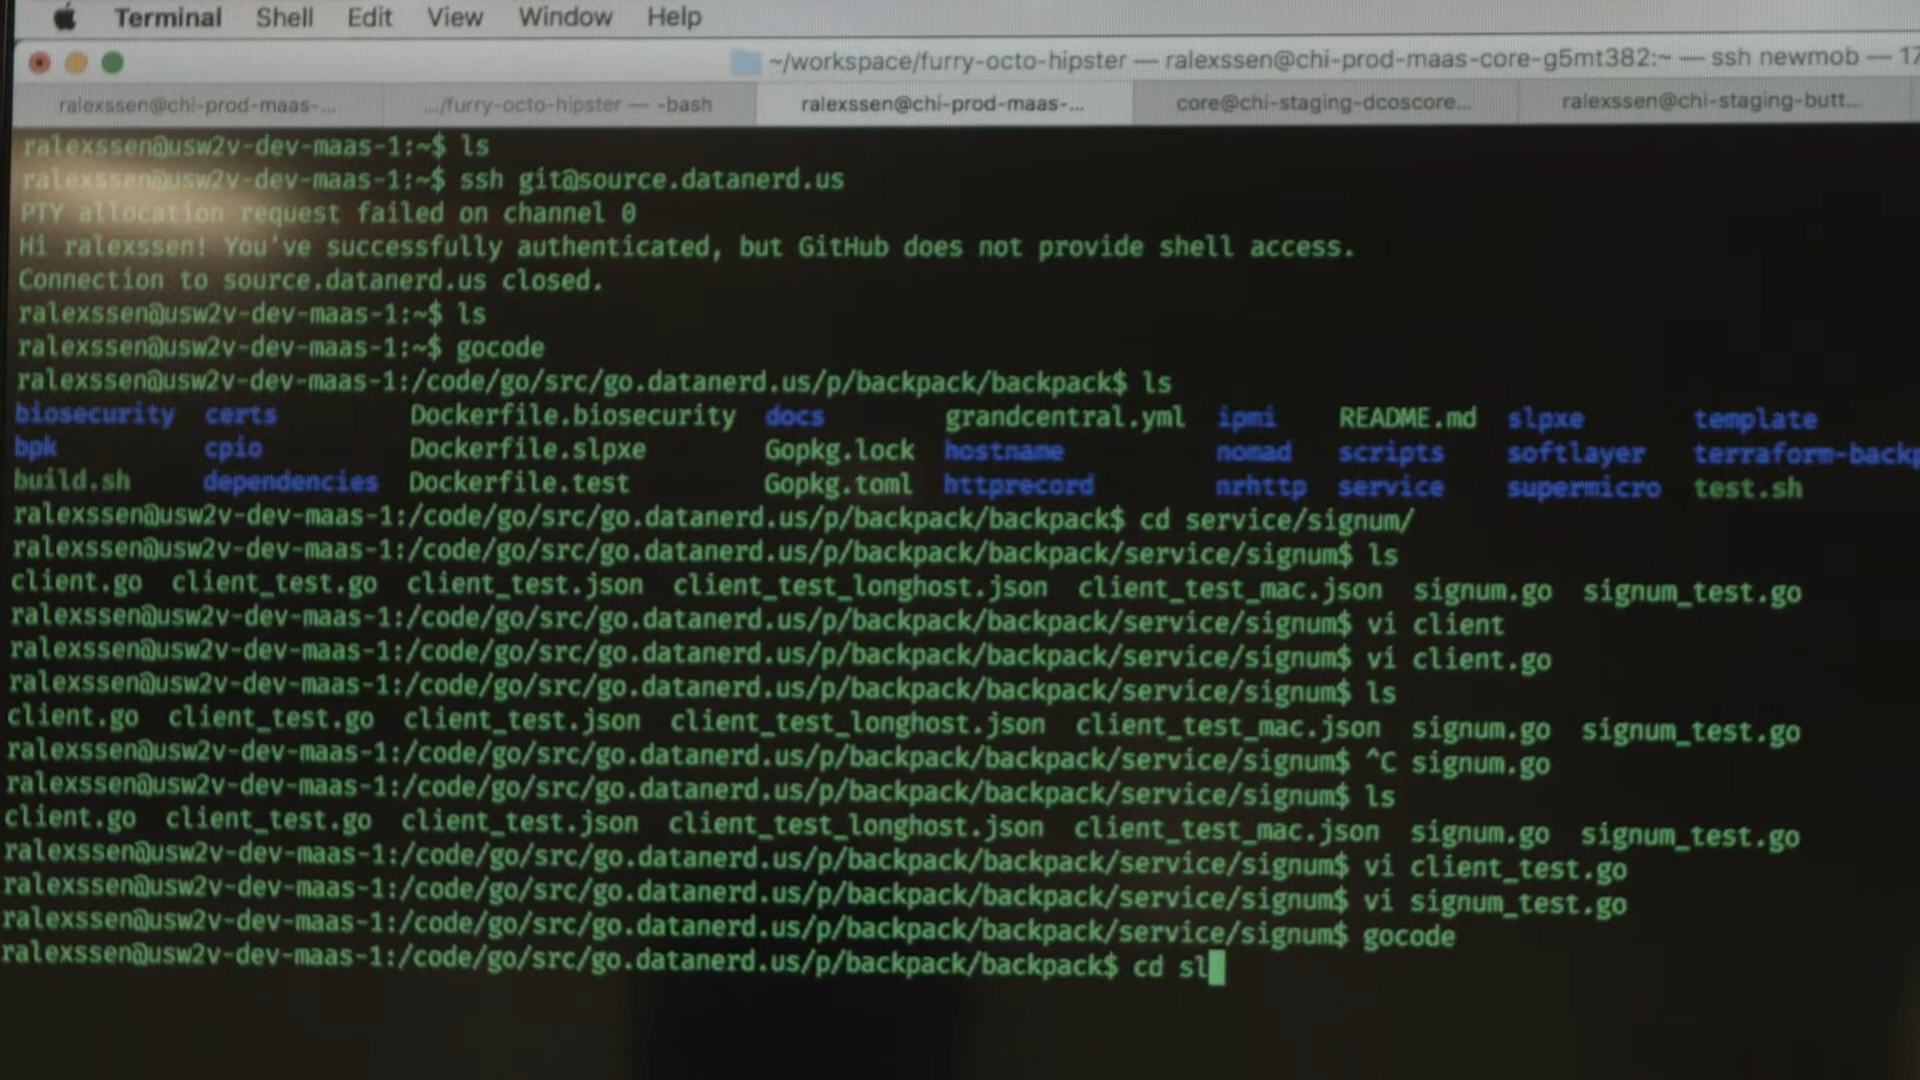 Terminal Shell Edit View Window Help
~/workspace/furry-octo-hipster — ralexssen@chi-prod-maas-core-g5mt382:~ — ssh newmob — 17
ralexssen@chi-prod-maas-... .../furry-octo-hipster — -bash ralexssen@chi-prod-maas-... core@chi-staging-dcoscore... ralexssen@chi-staging-butt...
ralexssen@usw2v-dev-maas-1:~$ ls
ralexssen@usw2v-dev-maas-1:~$ ssh git@source.datanerd.us
PTY allocation request failed on channel 0
Hi ralexssen! You've successfully authenticated, but GitHub does not provide shell access.
Connection to source.datanerd.us closed.
ralexssen@usw2v-dev-maas-1:~$ ls
ralexssen@usw2v-dev-maas-1:~$ gocode
ralexssen@usw2v-dev-maas-1:/code/go/src/go.datanerd.us/p/backpack/backpack$ ls
biosecurity certs Dockerfile.biosecurity docs grandcentral.yml ipmi README.md slpxe template
bpk cpio Dockerfile.slpxe Gopkg.lock hostname nomad scripts softlayer terraform-backp
build.sh dependencies Dockerfile.test Gopkg.toml httprecord nrhttp service supermicro test.sh
ralexssen@usw2v-dev-maas-1:/code/go/src/go.datanerd.us/p/backpack/backpack$ cd service/signum/
ralexssen@usw2v-dev-maas-1:/code/go/src/go.datanerd.us/p/backpack/backpack/service/signum$ ls
client.go client_test.go client_test.json client_test_longhost.json client_test_mac.json signum.go signum_test.go
ralexssen@usw2v-dev-maas-1:/code/go/src/go.datanerd.us/p/backpack/backpack/service/signum$ vi client
ralexssen@usw2v-dev-maas-1:/code/go/src/go.datanerd.us/p/backpack/backpack/service/signum$ vi client.go
ralexssen@usw2v-dev-maas-1:/code/go/src/go.datanerd.us/p/backpack/backpack/service/signum$ ls
client.go client_test.go client_test.json client_test_longhost.json client_test_mac.json signum.go signum_test.go
ralexssen@usw2v-dev-maas-1:/code/go/src/go.datanerd.us/p/backpack/backpack/service/signum$ ^C signum.go
ralexssen@usw2v-dev-maas-1:/code/go/src/go.datanerd.us/p/backpack/backpack/service/signum$ ls
client.go client_test.go client_test.json client_test_longhost.json client_test_mac.json signum.go signum_test.go
ralexssen@usw2v-dev-maas-1:/code/go/src/go.datanerd.us/p/backpack/backpack/service/signum$ vi client_test.go
ralexssen@usw2v-dev-maas-1:/code/go/src/go.datanerd.us/p/backpack/backpack/service/signum$ vi signum_test.go
ralexssen@usw2v-dev-maas-1:/code/go/src/go.datanerd.us/p/backpack/backpack/service/signum$ gocode
ralexssen@usw2v-dev-maas-1:/code/go/src/go.datanerd.us/p/backpack/backpack$ cd sl